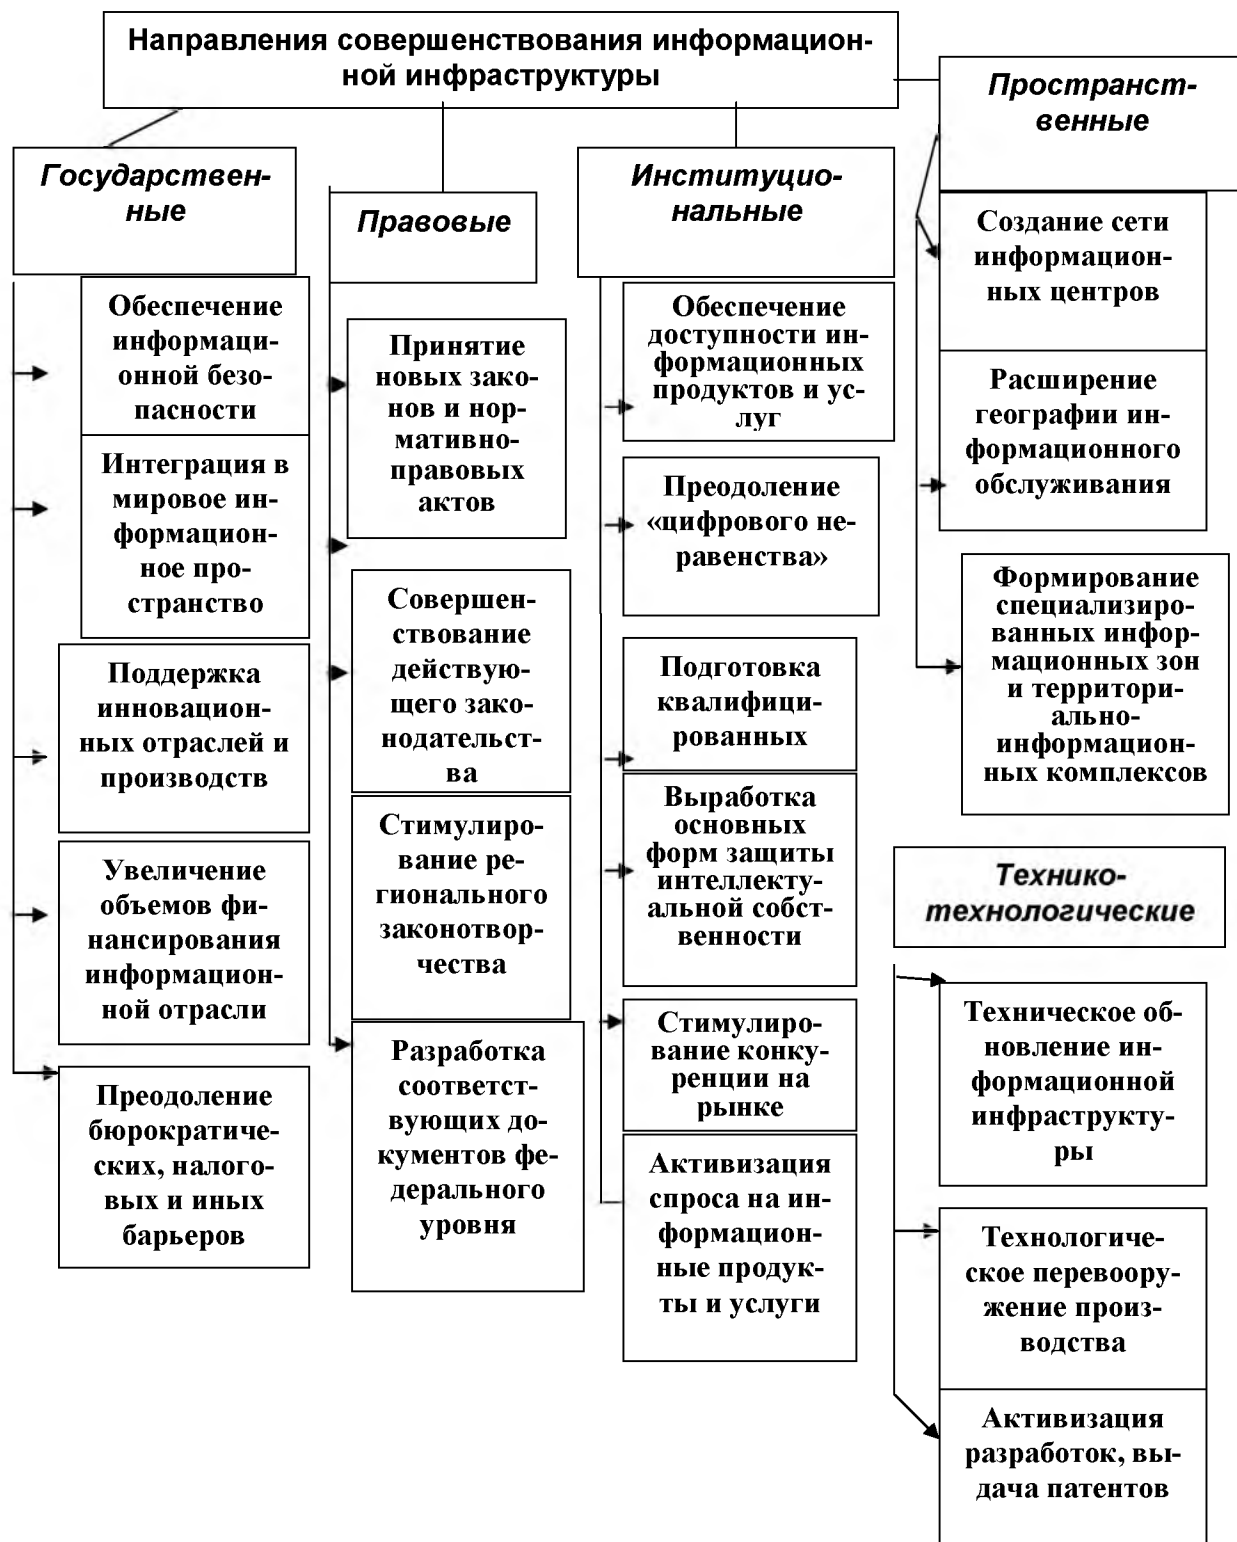 Направления совершенствования информацион-
ной инфраструктуры
Государствен-
ные
Обеспечение
информаци-
онной безо-
пасности
Интеграция в
мировое ин-
формацион-
ное про-
странство
Поддержка
инновацион-
ных отраслей и
производств
Увеличение
объемов фи-
нансирования
информацион-
ной отрасли
Преодоление
бюрократиче-
ских, налого-
вых и иных
барьеров
Правовые
Принятие
новых зако-
нов и нор-
мативно-
правовых
актов
Совершен-
ствование
действую-
щего зако-
нодательст-
ва
Стимулиро-
вание ре-
гионального
законотвор-
чества
Разработка
соответст-
вующих до-
кументов фе-
дерального
уровня
Институцио-
нальные
Обеспечение
доступности ин-
формационных
продуктов и ус-
луг
Преодоление
«цифрового не-
равенства»
Подготовка
квалифици-
рованных
Выработка
основных
форм защиты
интеллекту-
альной собст-
венности
Стимулиро-
вание конку-
ренции на
рынке
Активизация
спроса на ин-
формацион-
ные продук-
ты и услуги
Пространст-
венные
Создание сети
информацион-
ных центров
Расширение
географии ин-
формационного
обслуживания
Формирование
специализиро-
ванных инфор-
мационных зон
и территори-
ально-
информацион-
ных комплексов
Технико-
технологические
Техническое об-
новление ин-
формационной
инфраструкту-
ры
Технологиче-
ское перевоору-
жение произ-
водства
Активизация
разработок, вы-
дача патентов